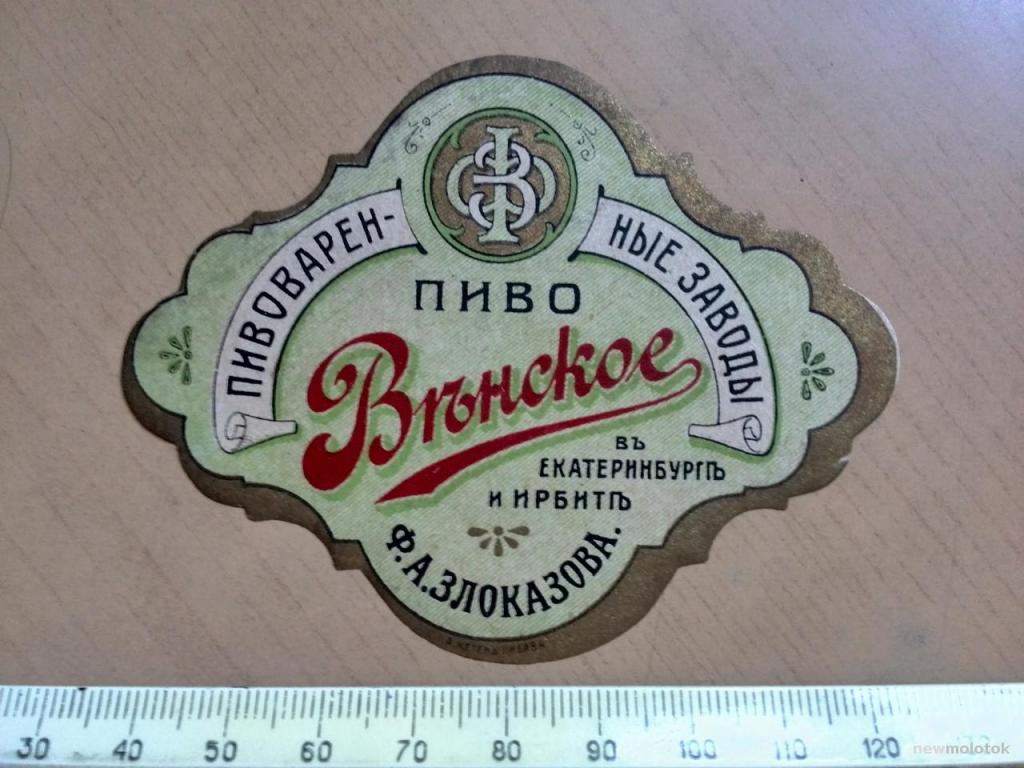 ПИВОВАРЕН-
НЫЕ ЗАВОДЫ
ПИВО
Вѣнское
въ
ЕКАТЕРИНБУРГѢ
И ИРБИТѢ
Ф.А.ЗЛОКАЗОВА.
30 40 50 60 70 80 90 100 110 120 130
newmolotok